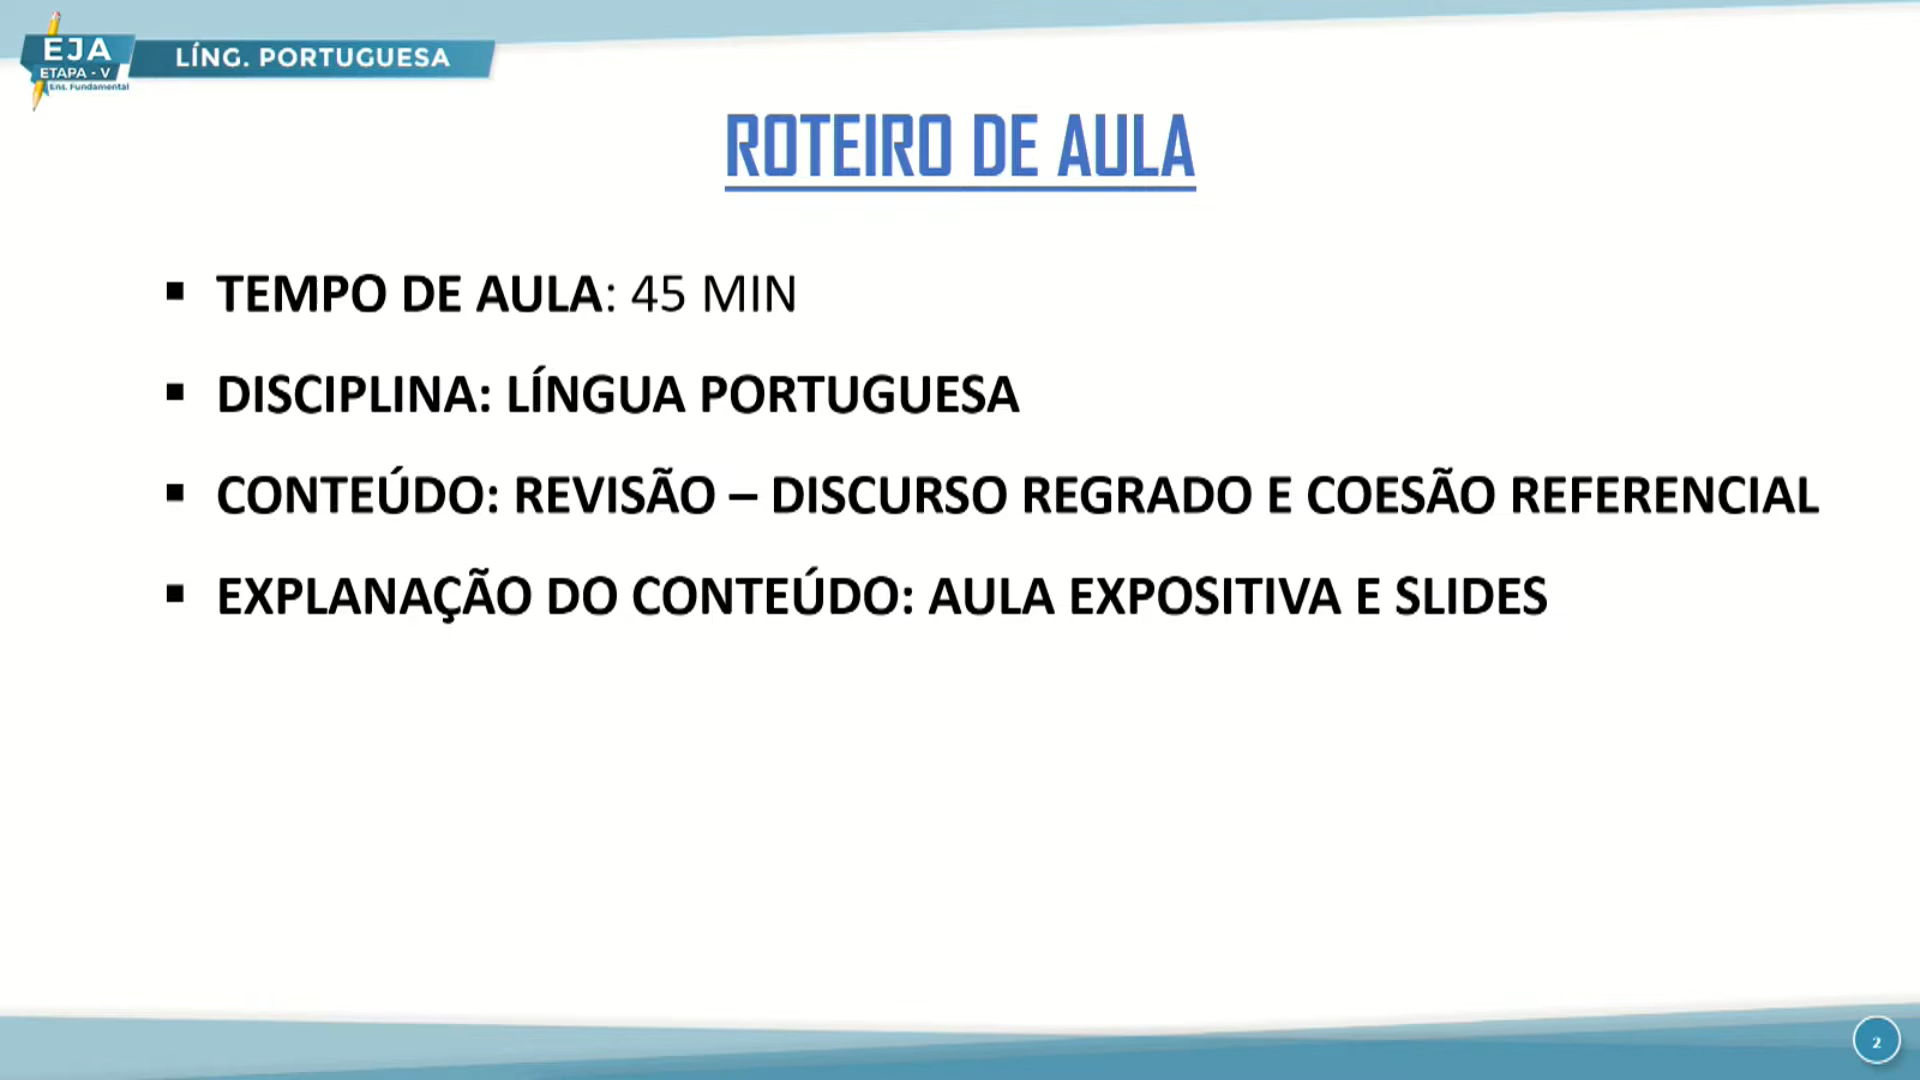 EJA
ETAPA - V
Ens. Fundamental
LÍNG. PORTUGUESA
ROTEIRO DE AULA
▪ TEMPO DE AULA: 45 MIN
▪ DISCIPLINA: LÍNGUA PORTUGUESA
▪ CONTEÚDO: REVISÃO – DISCURSO REGRADO E COESÃO REFERENCIAL
▪ EXPLANAÇÃO DO CONTEÚDO: AULA EXPOSITIVA E SLIDES
2